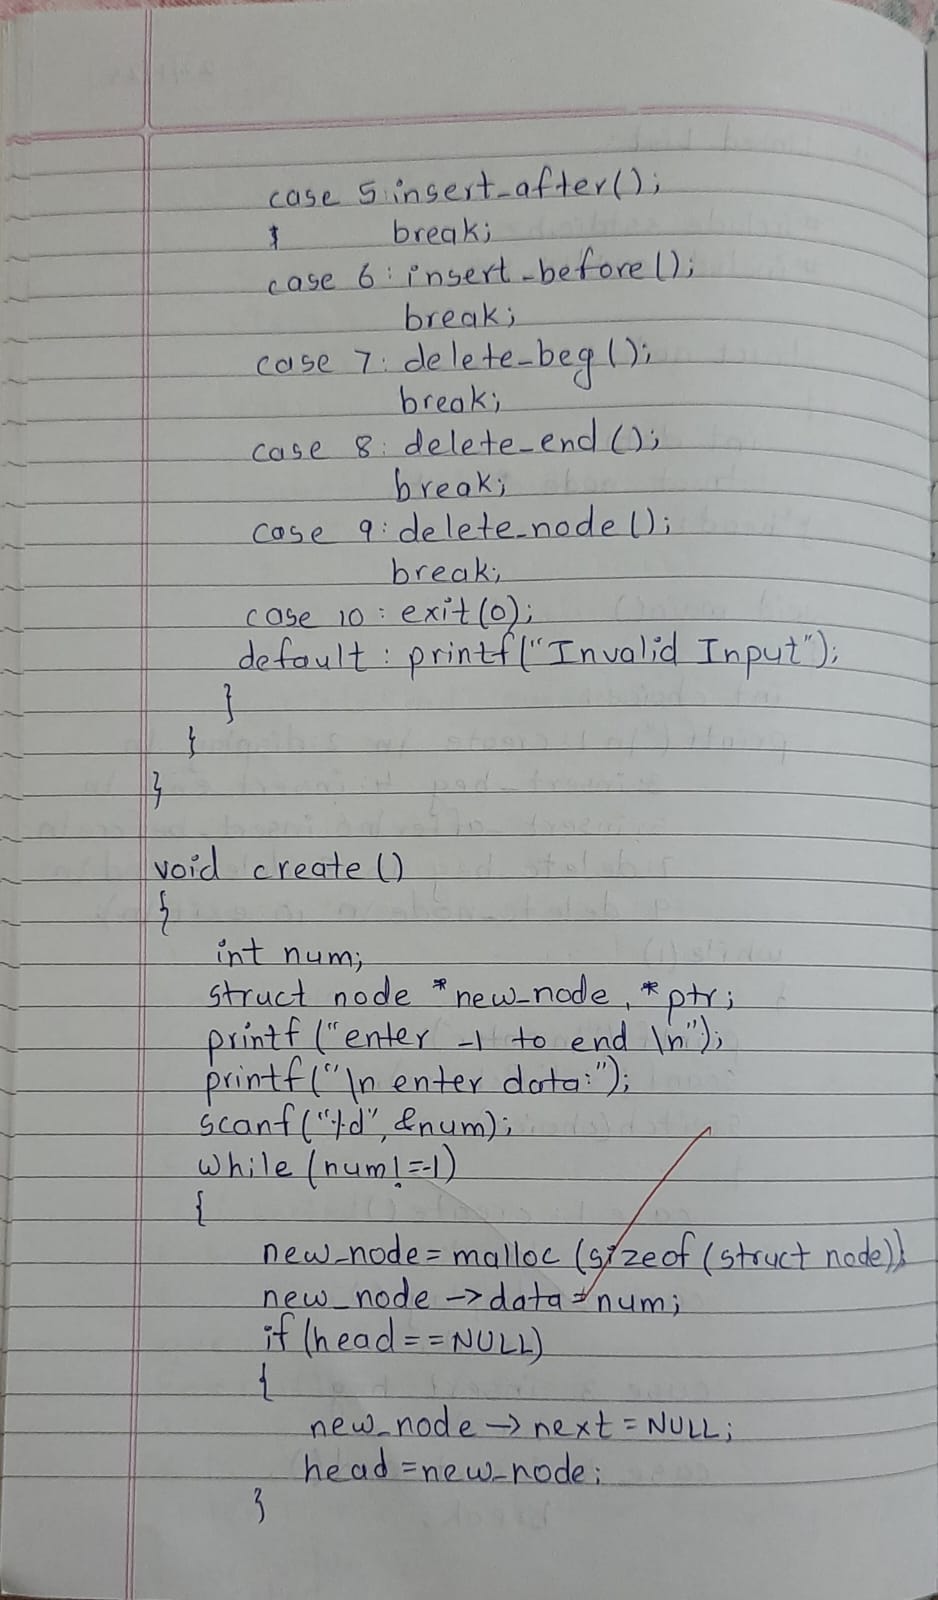 case 5:insert_after();
break;
case 6: insert_before();
break;
case 7: delete_beg();
break;
case 8: delete_end();
break;
case 9: delete_node();
break;
case 10: exit(0);
default: printf("Invalid Input");
}
}
}
void create()
{
int num;
struct node *new_node, *ptr;
printf("enter -1 to end \n");
printf("\n enter data:");
scanf("%d", &num);
while (num!=-1)
{
new_node=malloc(sizeof(struct node));
new_node->data=num;
if (head==NULL)
{
new_node->next=NULL;
head=new_node;
}